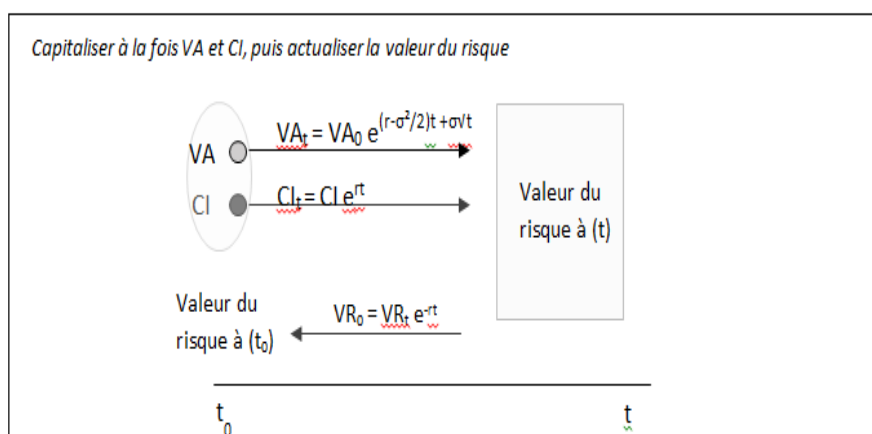 Capitaliser à la fois VA et CI, puis actualiser la valeur du risque
VA
VAₜ = VA₀ e^(r-σ²/2)t +σ√t
CI
CIₜ = CI eʳᵗ
Valeur du
risque à (t)
Valeur du
risque à (t₀)
VR₀ = VRₜ e⁻ʳᵗ
t₀
t